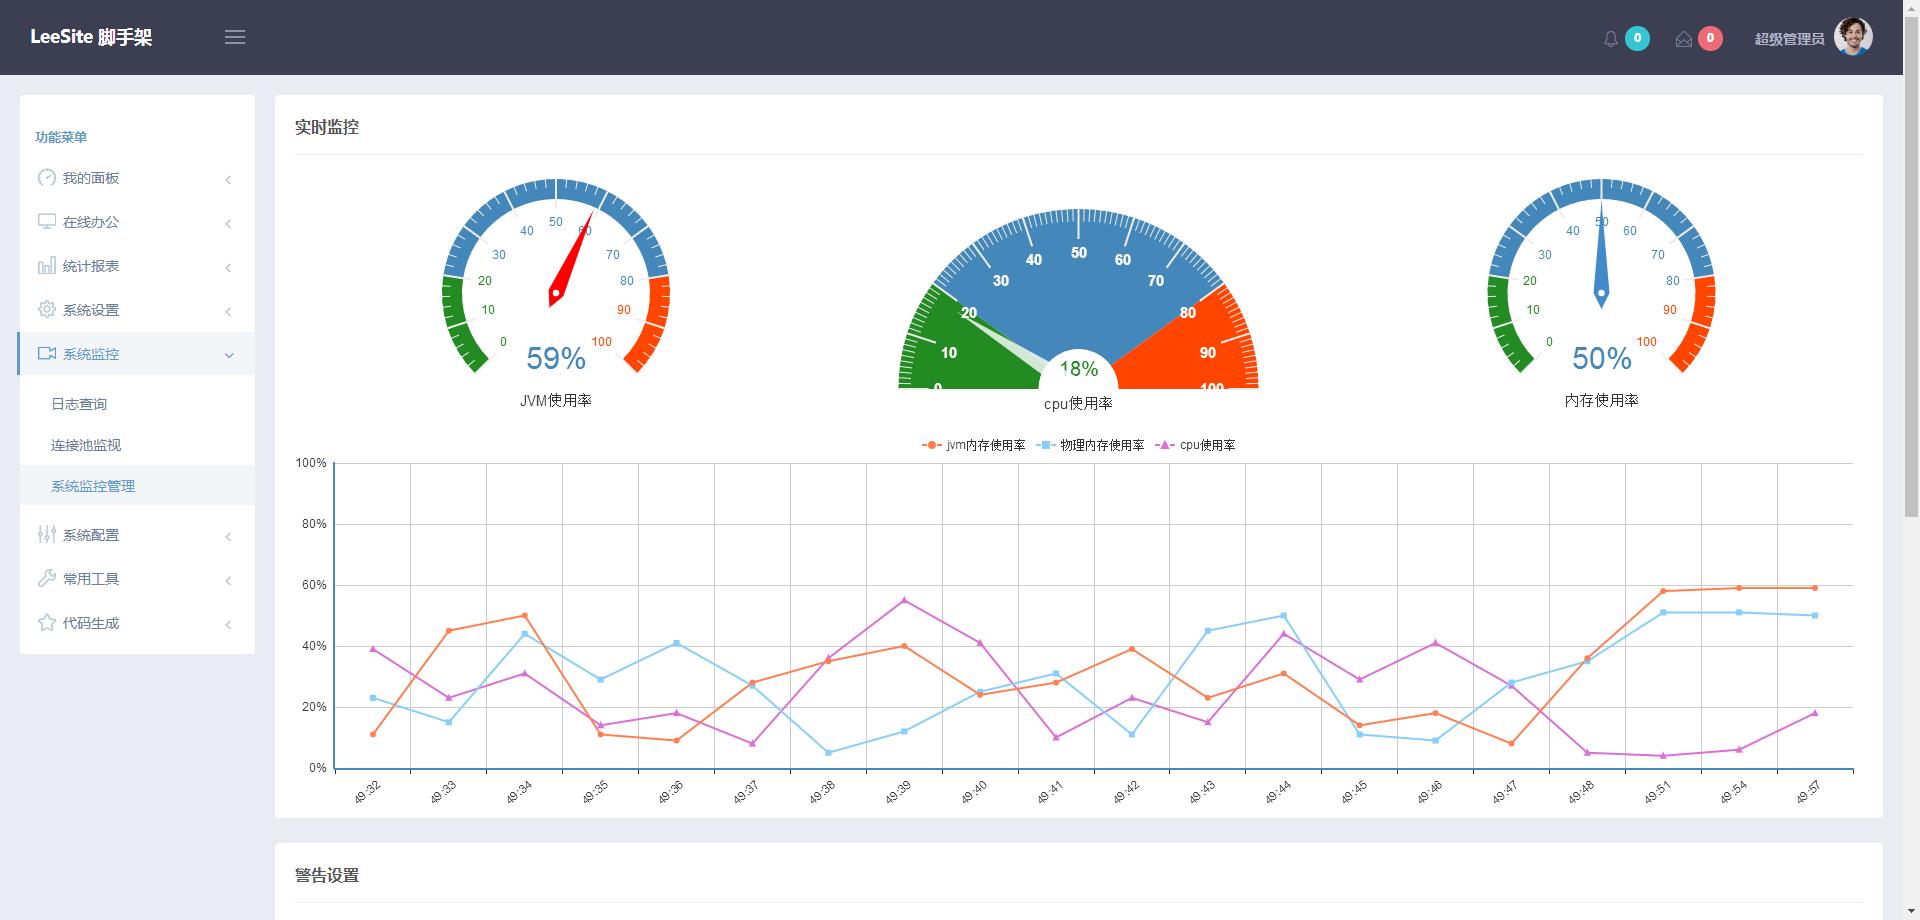 LeeSite 脚手架
0
0
超级管理员
功能菜单
我的面板
在线办公
统计报表
系统设置
系统监控
日志查询
连接池监视
系统监控管理
系统配置
常用工具
代码生成
实时监控
0
10
20
30
40
50
60
70
80
90
100
59%
JVM使用率
0
10
20
30
40
50
60
70
80
90
100
18%
cpu使用率
0
10
20
30
40
50
60
70
80
90
100
50%
内存使用率
jvm内存使用率 物理内存使用率 cpu使用率
100%
80%
60%
40%
20%
0%
49:32 49:33 49:34 49:35 49:36 49:37 49:38 49:39 49:40 49:41 49:42 49:43 49:44 49:45 49:46 49:47 49:48 49:51 49:54 49:57
警告设置